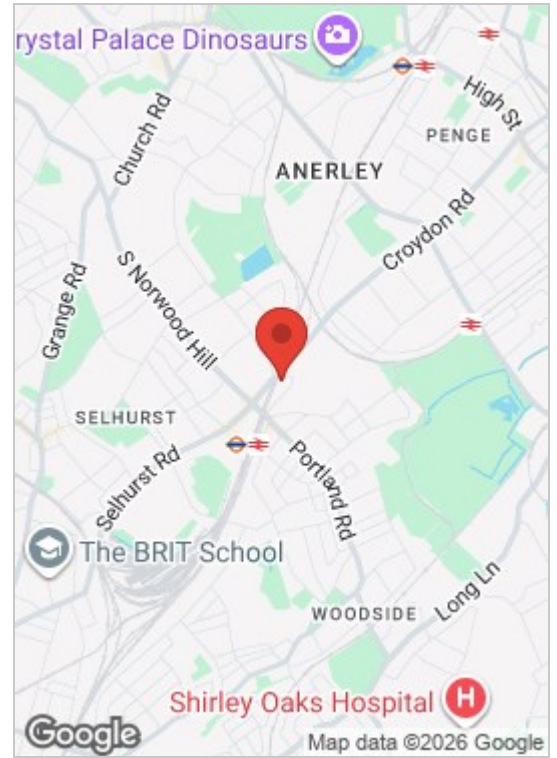 rystal Palace Dinosaurs
High St
PENGE
Church Rd
ANERLEY
Croydon Rd
S Norwood Hill
Grange Rd
SELHURST
Selhurst Rd
Portland Rd
The BRIT School
Long Ln
WOODSIDE
Shirley Oaks Hospital
H
Google
Map data ©2026 Google